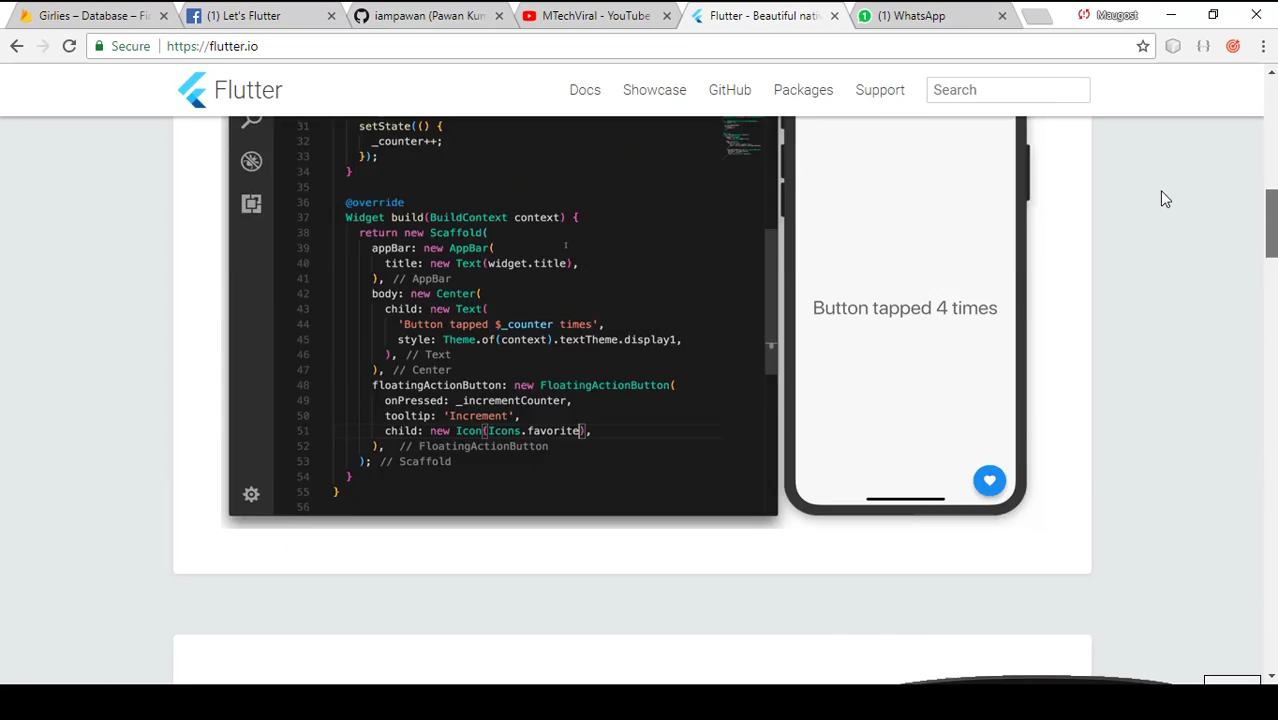 Girlies – Database – Fi
(1) Let's Flutter
MTechViral - YouTube
Flutter - Beautiful nati
1
(1) WhatsApp
Maugost
Secure
https://flutter.io
Flutter
Docs
Showcase
GitHub
Packages
Support
Search
31 setState(() {
32 _counter++;
33 });
34 }
35
36 @override
37 Widget build(BuildContext context) {
38 return new Scaffold(
39 appBar: new AppBar(
40 title: new Text(widget.title),
41 ), // AppBar
42 body: new Center(
43 child: new Text(
44 'Button tapped $_counter times',
45 style: Theme.of(context).textTheme.display1,
46 ), // Text
47 ), // Center
48 floatingActionButton: new FloatingActionButton(
49 onPressed: _incrementCounter,
50 tooltip: 'Increment',
51 child: new Icon(Icons.favorite),
52 ), // FloatingActionButton
53 ); // Scaffold
54 }
55 }
56
Button tapped 4 times